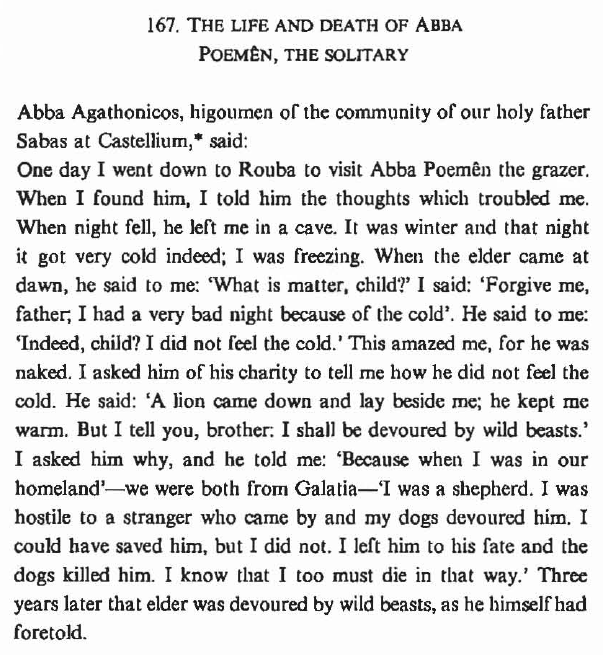 167. THE LIFE AND DEATH OF ABBA
POEMÊN, THE SOLITARY
Abba Agathonicos, higoumen of the community of our holy father
Sabas at Castellium,* said:
One day I went down to Rouba to visit Abba Poemên the grazer.
When I found him, I told him the thoughts which troubled me.
When night fell, he left me in a cave. It was winter and that night
it got very cold indeed; I was freezing. When the elder came at
dawn, he said to me: ‘What is matter, child?’ I said: ‘Forgive me,
father; I had a very bad night because of the cold’. He said to me:
‘Indeed, child? I did not feel the cold.’ This amazed me, for he was
naked. I asked him of his charity to tell me how he did not feel the
cold. He said: ‘A lion came down and lay beside me; he kept me
warm. But I tell you, brother: I shall be devoured by wild beasts.’
I asked him why, and he told me: ‘Because when I was in our
homeland’—we were both from Galatia—‘I was a shepherd. I was
hostile to a stranger who came by and my dogs devoured him. I
could have saved him, but I did not. I left him to his fate and the
dogs killed him. I know that I too must die in that way.’ Three
years later that elder was devoured by wild beasts, as he himself had
foretold.